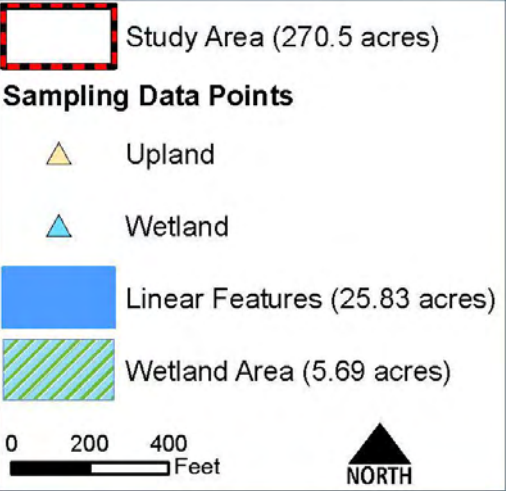 Study Area (270.5 acres)
Sampling Data Points
Upland
Wetland
Linear Features (25.83 acres)
Wetland Area (5.69 acres)
0 200 400
Feet
NORTH